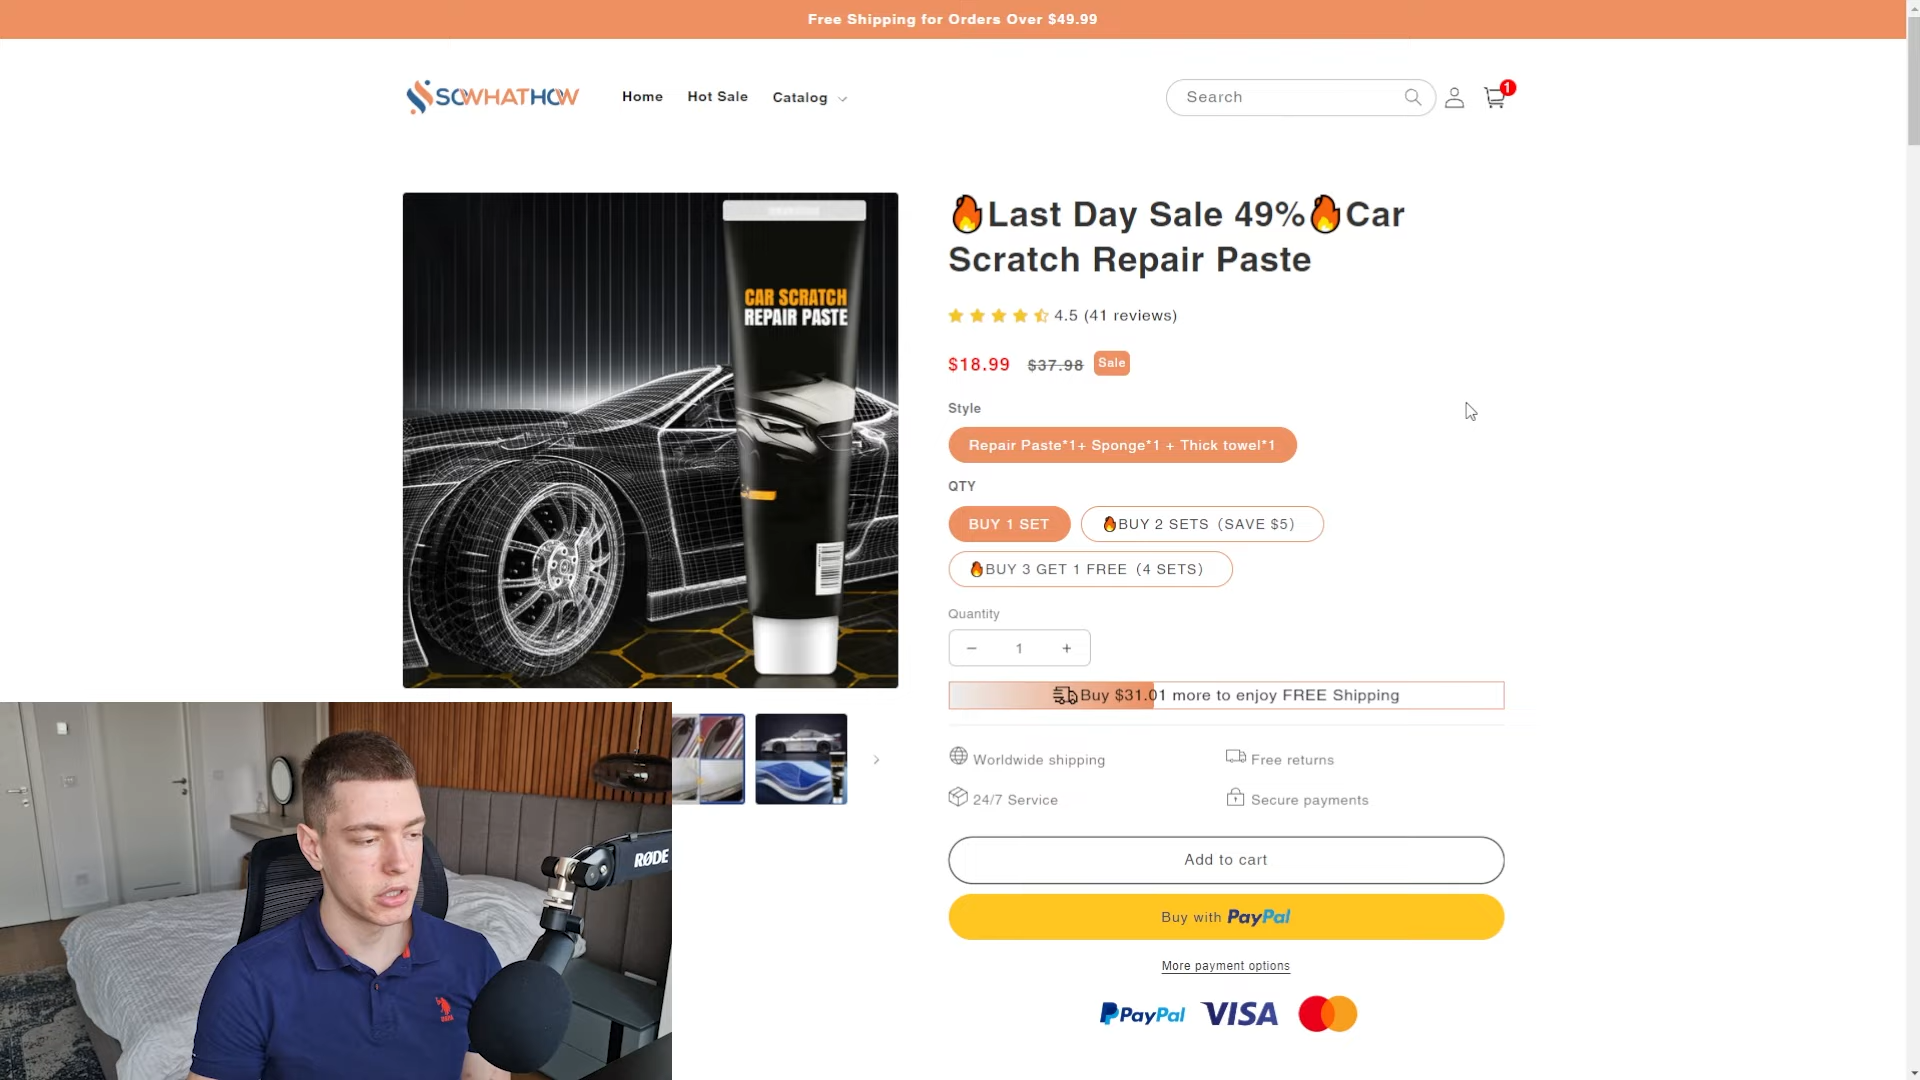 Free Shipping for Orders Over $49.99
SOWHATHOW
Home
Hot Sale
Catalog
Search
1
CAR SCRATCH
REPAIR PASTE
🔥Last Day Sale 49%🔥Car
Scratch Repair Paste
4.5 (41 reviews)
$18.99
$37.98
Sale
Style
Repair Paste*1+ Sponge*1 + Thick towel*1
QTY
BUY 1 SET
🔥BUY 2 SETS (SAVE $5)
🔥BUY 3 GET 1 FREE (4 SETS)
Quantity
− 1 +
Buy $31.01 more to enjoy FREE Shipping
Worldwide shipping
Free returns
24/7 Service
Secure payments
Add to cart
Buy with PayPal
More payment options
PayPal VISA
RØDE